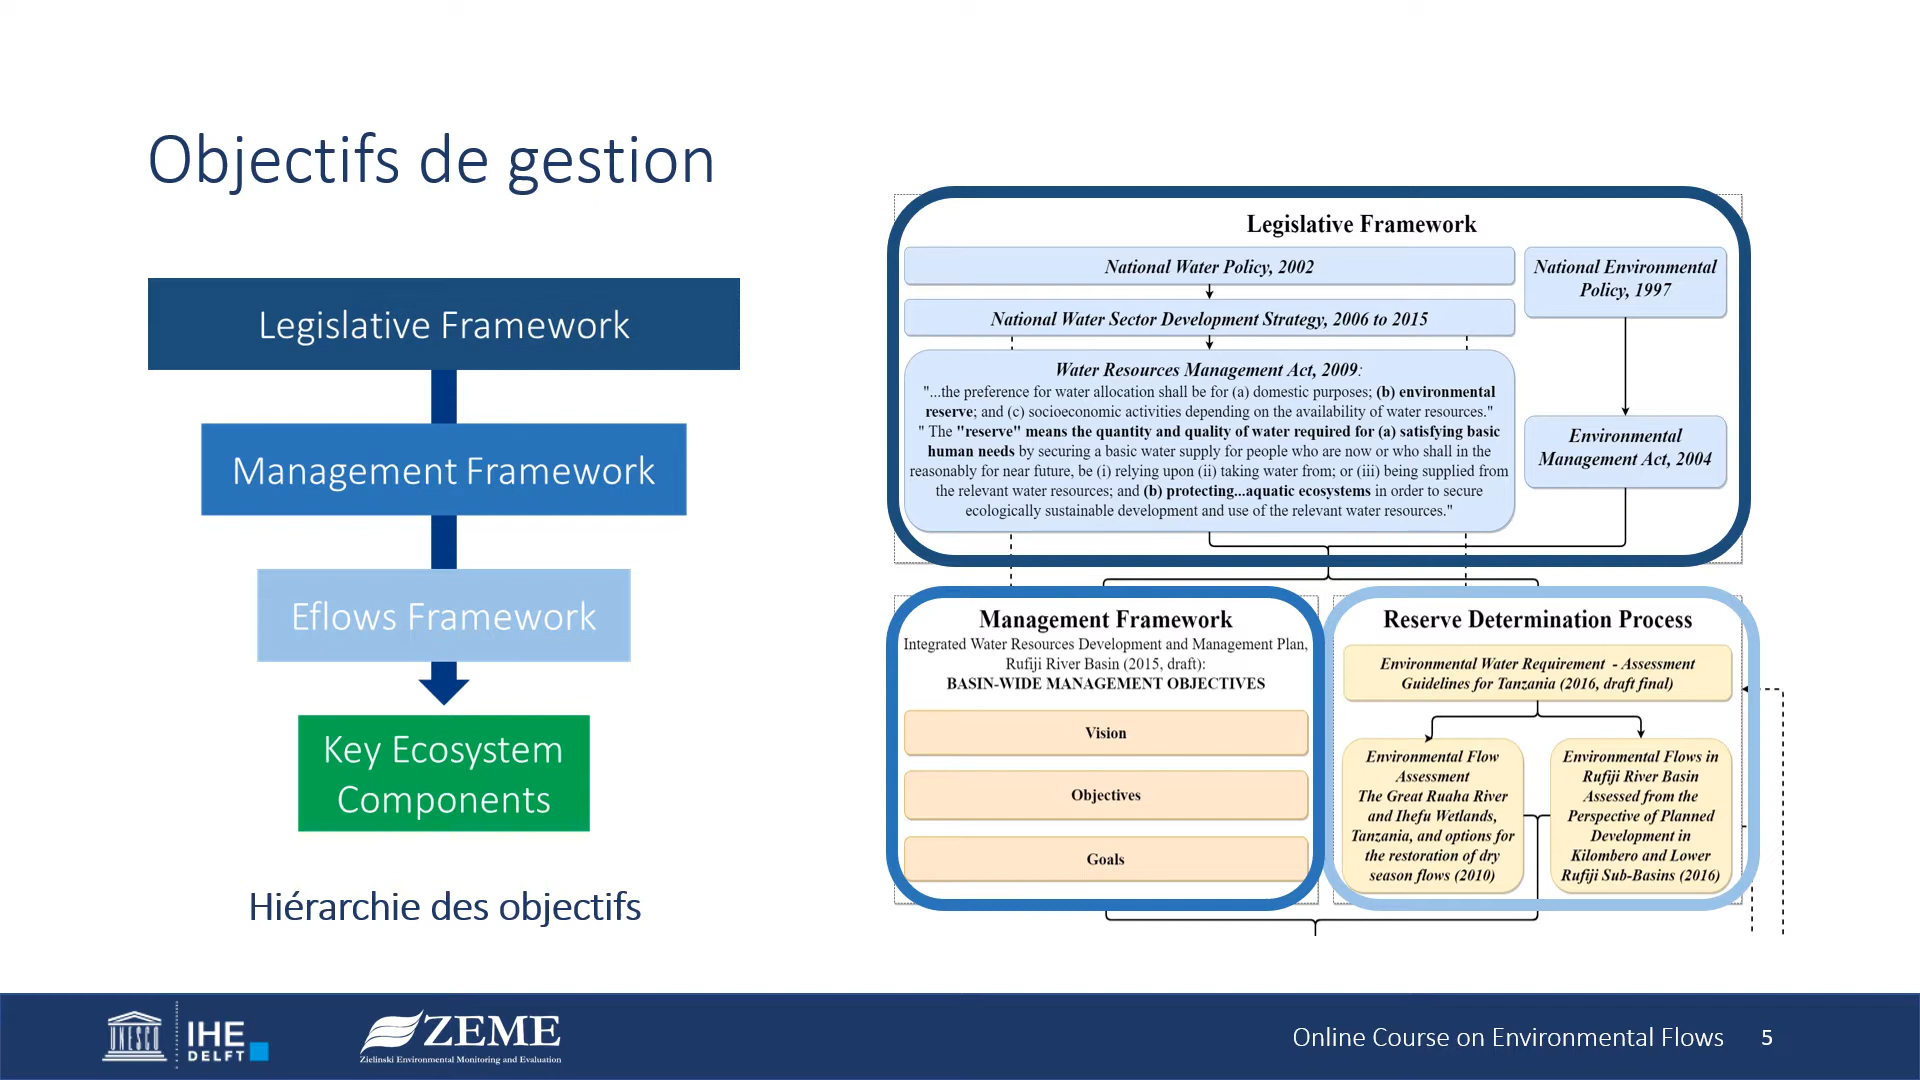 Objectifs de gestion
Legislative Framework
Management Framework
Eflows Framework
Key Ecosystem
Components
Hiérarchie des objectifs
Legislative Framework
National Water Policy, 2002
National Water Sector Development Strategy, 2006 to 2015
Water Resources Management Act, 2009:
"...the preference for water allocation shall be for (a) domestic purposes; (b) environmental
reserve; and (c) socioeconomic activities depending on the availability of water resources."
" The "reserve" means the quantity and quality of water required for (a) satisfying basic
human needs by securing a basic water supply for people who are now or who shall in the
reasonably for near future, be (i) relying upon (ii) taking water from; or (iii) being supplied from
the relevant water resources; and (b) protecting...aquatic ecosystems in order to secure
ecologically sustainable development and use of the relevant water resources."
National Environmental
Policy, 1997
Environmental
Management Act, 2004
Management Framework
Integrated Water Resources Development and Management Plan,
Rufiji River Basin (2015, draft):
BASIN-WIDE MANAGEMENT OBJECTIVES
Vision
Objectives
Goals
Reserve Determination Process
Environmental Water Requirement - Assessment
Guidelines for Tanzania (2016, draft final)
Environmental Flow
Assessment
The Great Ruaha River
and Ihefu Wetlands,
Tanzania, and options for
the restoration of dry
season flows (2010)
Environmental Flows in
Rufiji River Basin
Assessed from the
Perspective of Planned
Development in
Kilombero and Lower
Rufiji Sub-Basins (2016)
UNESCO
IHE
DELFT
ZEME
Zielinski Environmental Monitoring and Evaluation
Online Course on Environmental Flows
5